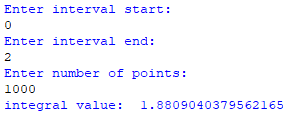 Enter interval start:
0
Enter interval end:
2
Enter number of points:
1000
integral value:  1.8809040379562165